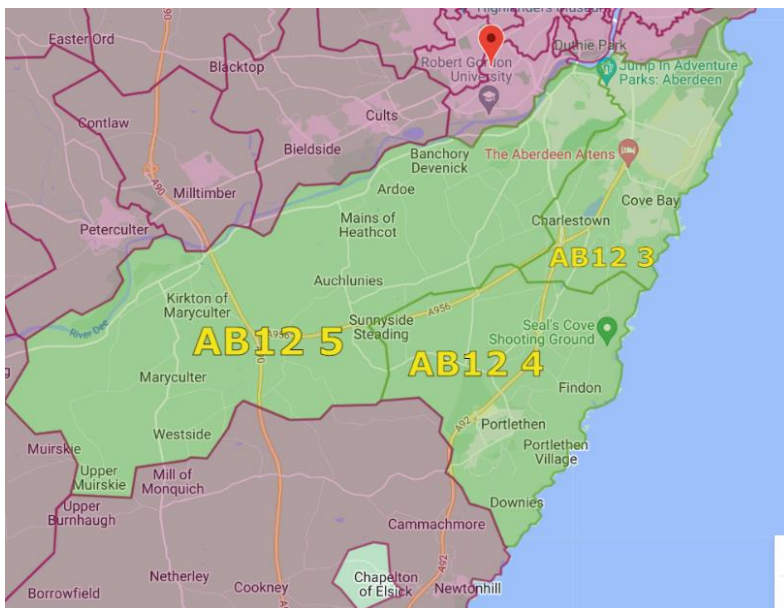 Highlanders Museum
Easter Ord
Duthie Park
Robert Gordon
University
Blacktop
Jump In Adventure
Parks: Aberdeen
Contlaw
Cults
Bieldside
Banchory
Devenick
The Aberdeen Altens
A90
Milltimber
Ardoe
Cove Bay
Mains of
Heathcot
Charlestown
Peterculter
AB12 3
Auchlunies
Kirkton of
Maryculter
A956
River Dee
Sunnyside
Steading
Seal's Cove
Shooting Ground
A956
AB12 5
AB12 4
Maryculter
Findon
A92
Portlethen
Westside
Portlethen
Village
Muirskie
Upper
Muirskie
Mill of
Monquich
Upper
Burnhaugh
Downies
Cammachmore
A92
Netherley
Cookney
Chapelton
of Elsick
Newtonhill
Borrowfield